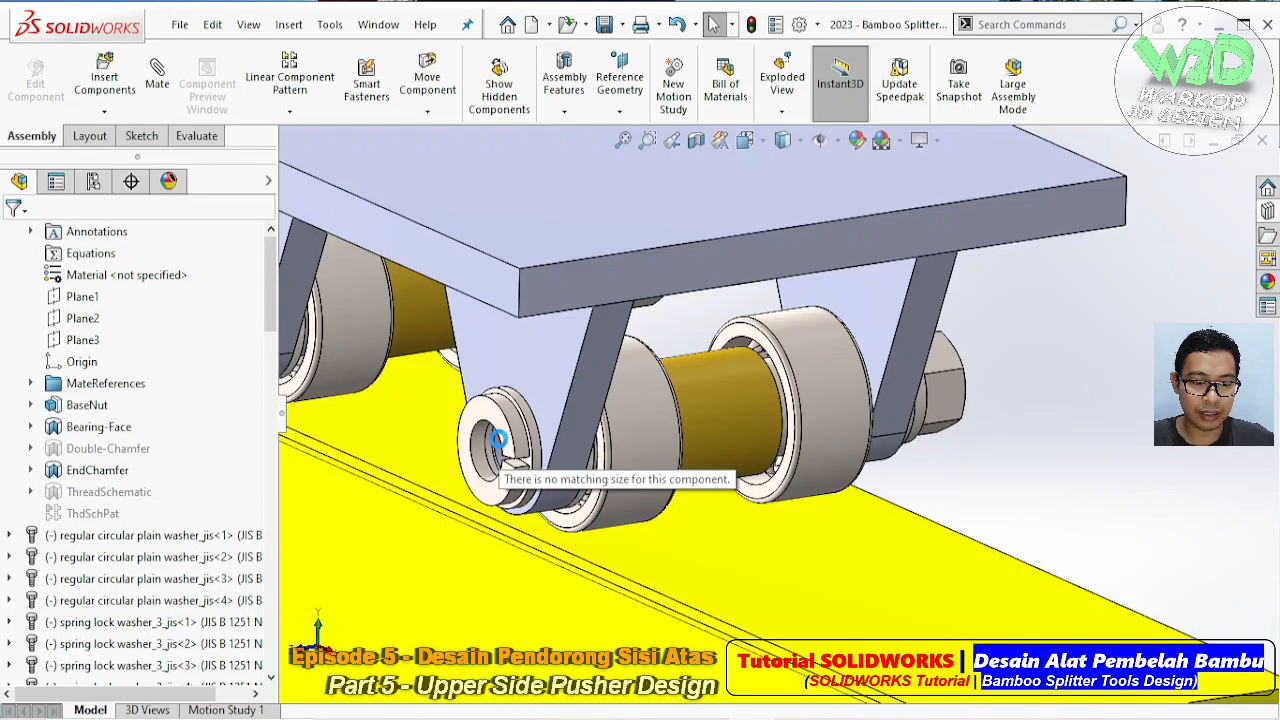 SOLIDWORKS
File
Edit
View
Insert
Tools
Window
Help
2023 - Bamboo Splitter...
Search Commands
?
Edit Component
Insert Components
Mate
Component Preview Window
Linear Component Pattern
Smart Fasteners
Move Component
Show Hidden Components
Assembly Features
Reference Geometry
New Motion Study
Bill of Materials
Exploded View
Instant3D
Update Speedpak
Take Snapshot
Large Assembly Mode
W3D
WARKOP
3D DESIGN
Assembly
Layout
Sketch
Evaluate
Annotations
Equations
Material <not specified>
Plane1
Plane2
Plane3
Origin
MateReferences
BaseNut
Bearing-Face
Double-Chamfer
EndChamfer
ThreadSchematic
ThdSchPat
(-) regular circular plain washer_jis<1> (JIS B
(-) regular circular plain washer_jis<2> (JIS B
(-) regular circular plain washer_jis<3> (JIS B
(-) regular circular plain washer_jis<4> (JIS B
(-) spring lock washer_3_jis<1> (JIS B 1251 N
(-) spring lock washer_3_jis<2> (JIS B 1251 N
(-) spring lock washer_3_jis<3> (JIS B 1251 N
There is no matching size for this component.
Y
Episode 5 - Desain Pendorong Sisi Atas
Part 5 - Upper Side Pusher Design
Tutorial SOLIDWORKS | Desain Alat Pembelah Bambu
(SOLIDWORKS Tutorial | Bamboo Splitter Tools Design)
Model
3D Views
Motion Study 1